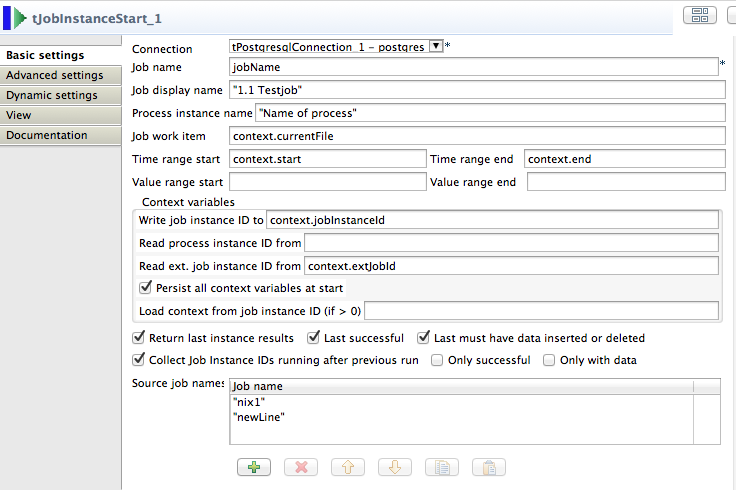 tJobInstanceStart_1
Basic settings
Advanced settings
Dynamic settings
View
Documentation
Connection tPostgresqlConnection_1 - postgres *
Job name jobName *
Job display name "1.1 Testjob"
Process instance name "Name of process"
Job work item context.currentFile
Time range start context.start Time range end context.end
Value range start Value range end
Context variables
Write job instance ID to context.jobInstanceId
Read process instance ID from
Read ext. job instance ID from context.extJobId
Persist all context variables at start
Load context from job instance ID (if > 0)
Return last instance results Last successful Last must have data inserted or deleted
Collect Job Instance IDs running after previous run Only successful Only with data
Source job names Job name
"nix1"
"newLine"